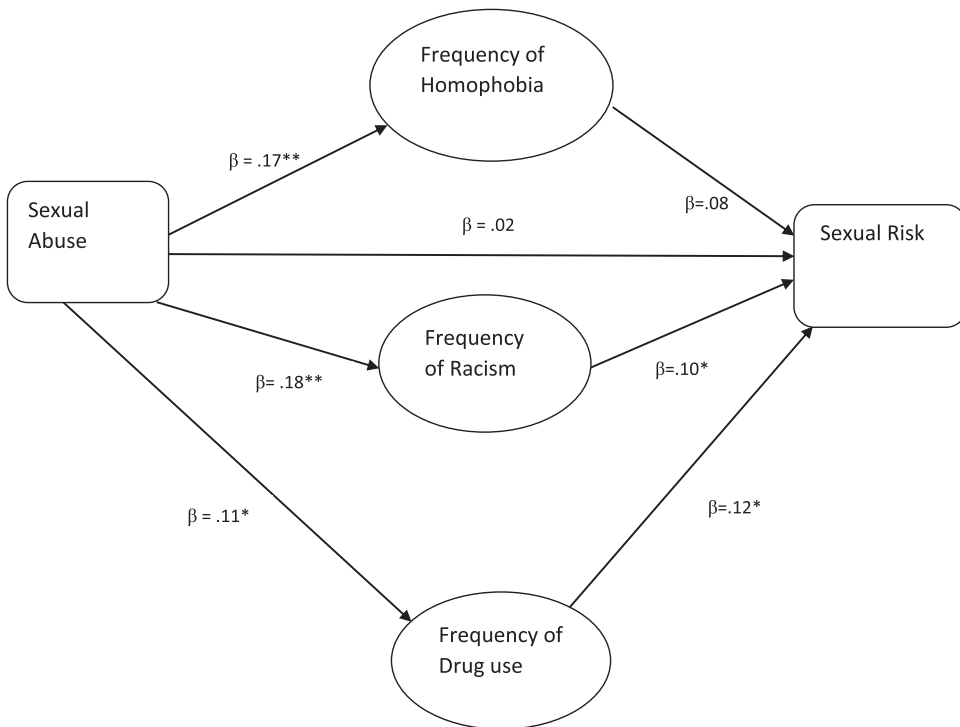 Frequency of
Homophobia
β = .17**
Sexual
Abuse
β=.08
β = .02
Sexual Risk
Frequency
of Racism
β= .18**
β=.10*
β = .11*
β=.12*
Frequency of
Drug use